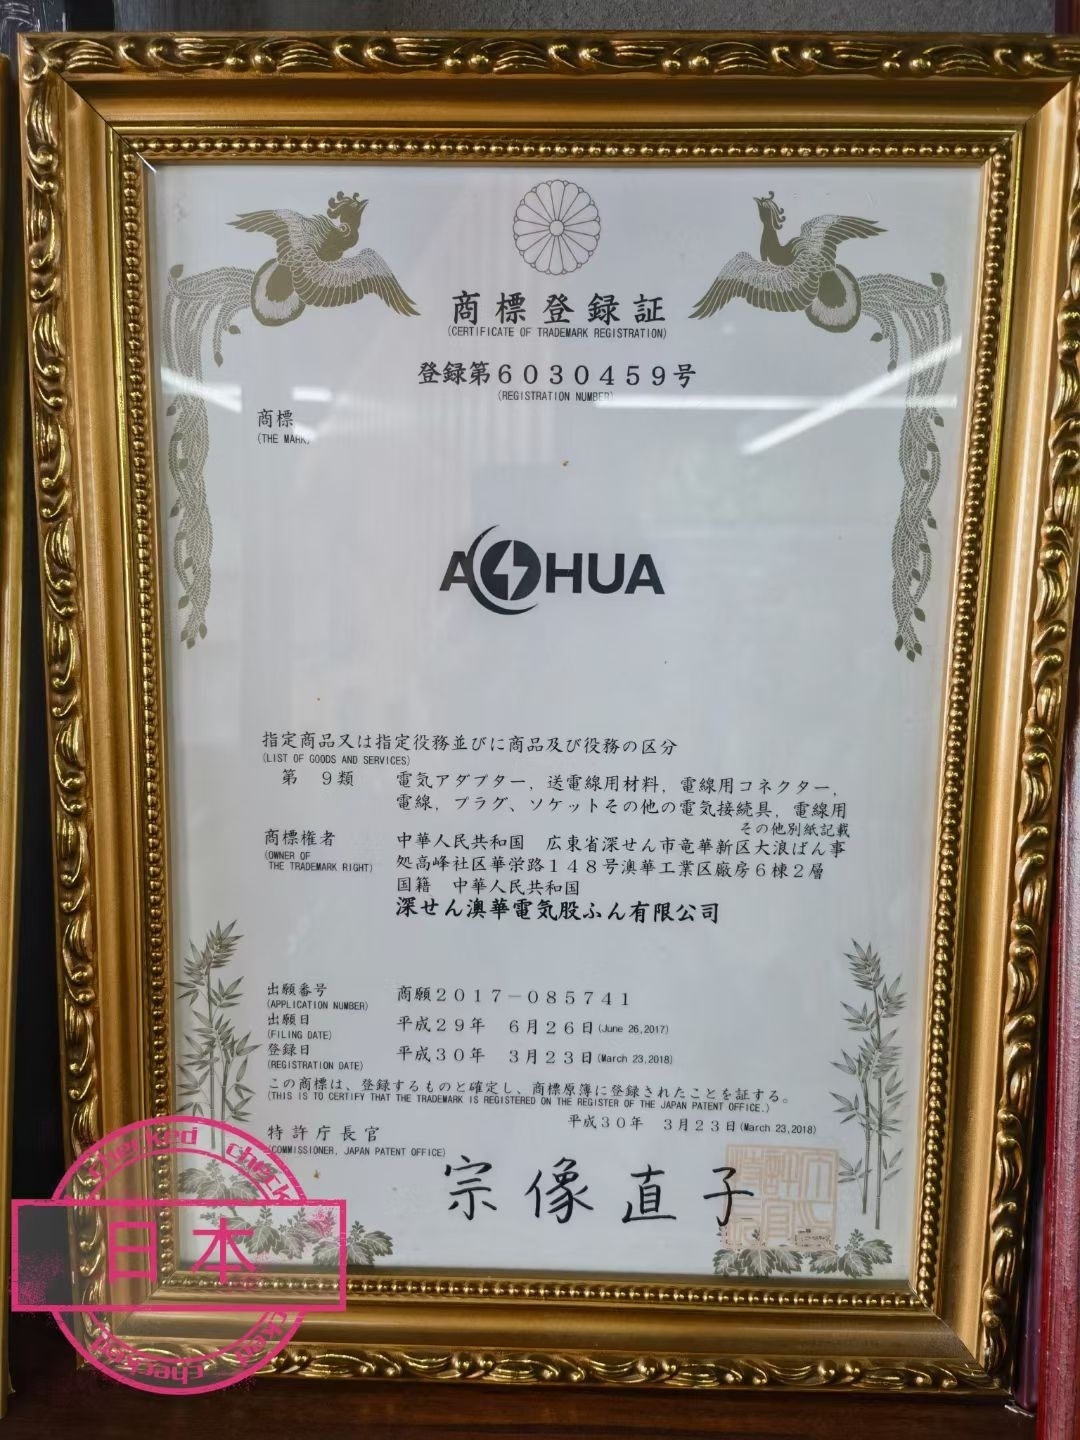 商標登録証
(CERTIFICATE OF TRADEMARK REGISTRATION)
登録第6030459号
(REGISTRATION NUMBER)
商標
(THE MARK)
AOHUA
指定商品又は指定役務並びに商品及び役務の区分
(LIST OF GOODS AND SERVICES)
第 9類 電気アダプター，送電線用材料，電線用コネクター，
電線，プラグ、ソケットその他の電気接続具，電線用
その他別紙記載
商標権者 中華人民共和国 広東省深せん市竜華新区大浪ばん事
(OWNER OF
THE TRADEMARK RIGHT)
処高峰社区華栄路148号澳華工業区廠房6棟2層
国籍 中華人民共和国
深せん澳華電気股ふん有限公司
出願番号 商願2017-085741
(APPLICATION NUMBER)
出願日 平成29年 6月26日(June 26,2017)
(FILING DATE)
登録日 平成30年 3月23日(March 23,2018)
(REGISTRATION DATE)
この商標は、登録するものと確定し、商標原簿に登録されたことを証する。
(THIS IS TO CERTIFY THAT THE TRADEMARK IS REGISTERED ON THE REGISTER OF THE JAPAN PATENT OFFICE.)
平成30年 3月23日(March 23,2018)
特許庁長官
(COMMISSIONER, JAPAN PATENT OFFICE)
宗像直子
checked check
日本
checked checked